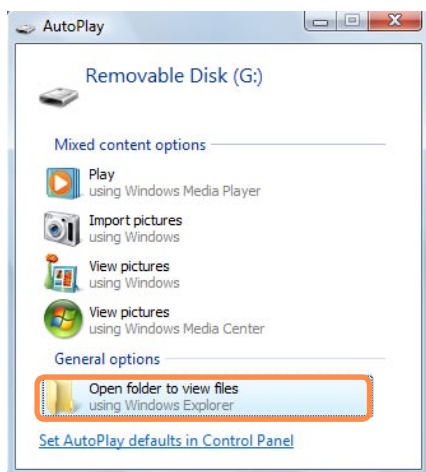 AutoPlay
Removable Disk (G:)
Mixed content options
Play
using Windows Media Player
Import pictures
using Windows
View pictures
using Windows
View pictures
using Windows Media Center
General options
Open folder to view files
using Windows Explorer
Set AutoPlay defaults in Control Panel